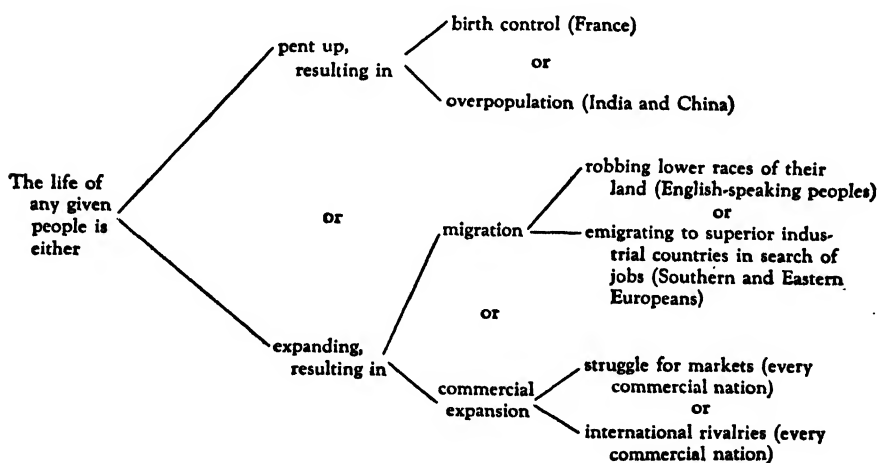 birth control (France)
pent up,
resulting in
or
overpopulation (India and China)
robbing lower races of their
land (English-speaking peoples)
or
The life of
any given
people is
either
or
migration
emigrating to superior indus-
trial countries in search of
jobs (Southern and Eastern
Europeans)
or
expanding,
resulting in
struggle for markets (every
commercial nation)
commercial
expansion
or
international rivalries (every
commercial nation)